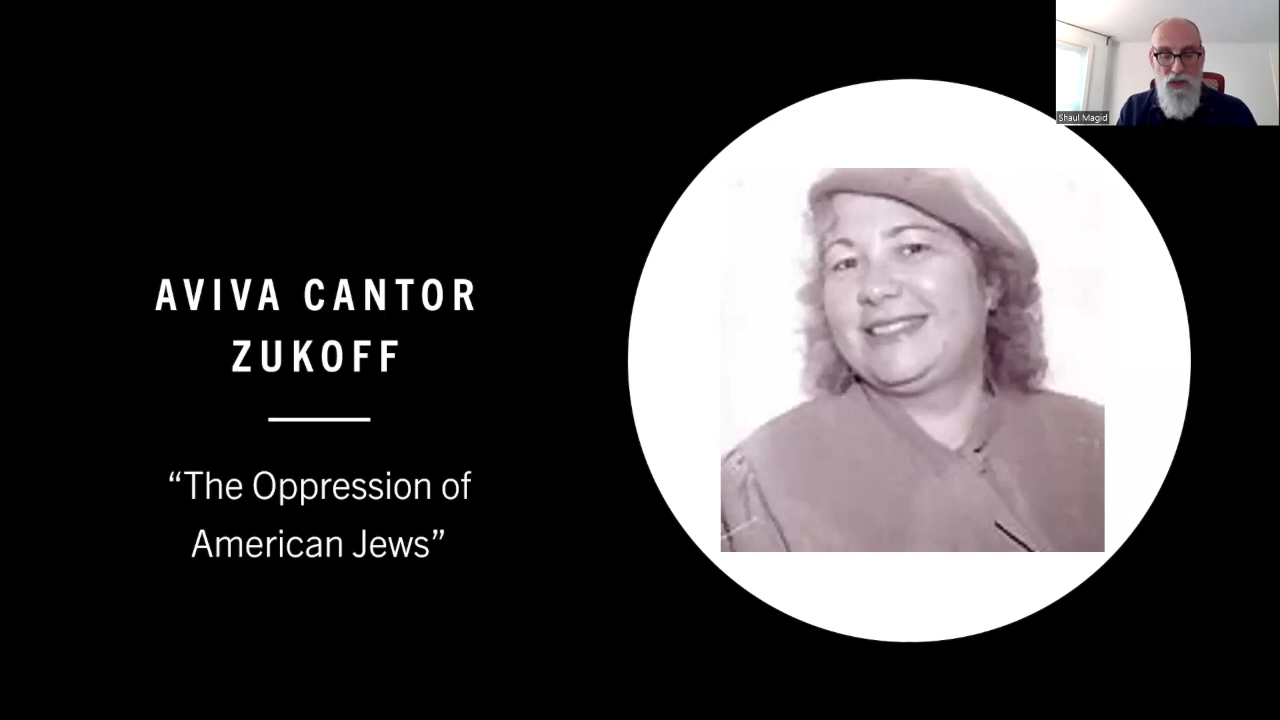 AVIVA CANTOR
ZUKOFF
“The Oppression of
American Jews”
Shaul Magid